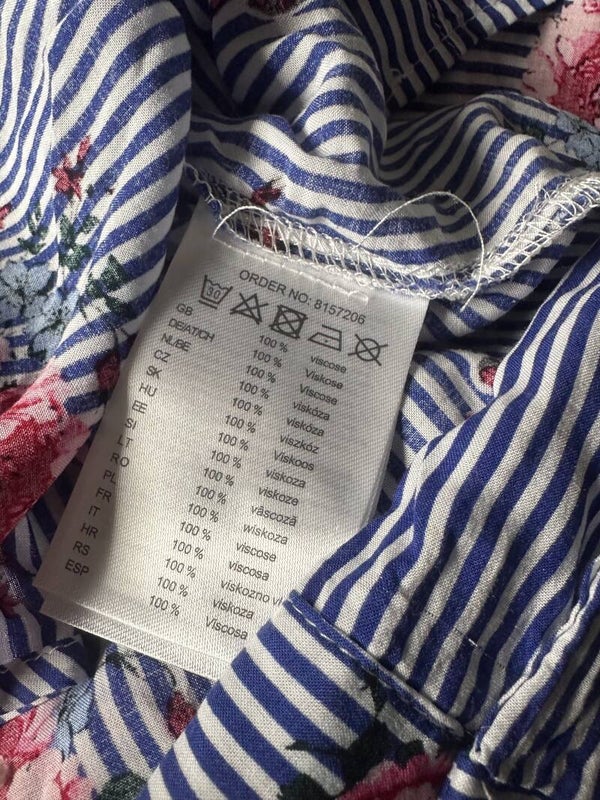 ORDER NO: 8157206
30
GB 100 % viscose
DE/AT/CH 100 % Viskose
NL/BE 100 % Viscose
CZ 100 % viskóza
SK 100 % viskóza
HU 100 % viszkóz
EE 100 % Viskoos
SI 100 % viskoza
LT 100 % viskoze
RO 100 % vâscoză
PL 100 % wiskoza
FR 100 % viscose
IT 100 % viscosa
HR 100 % viskozno
RS 100 % viskoza
ESP 100 % Viscosa